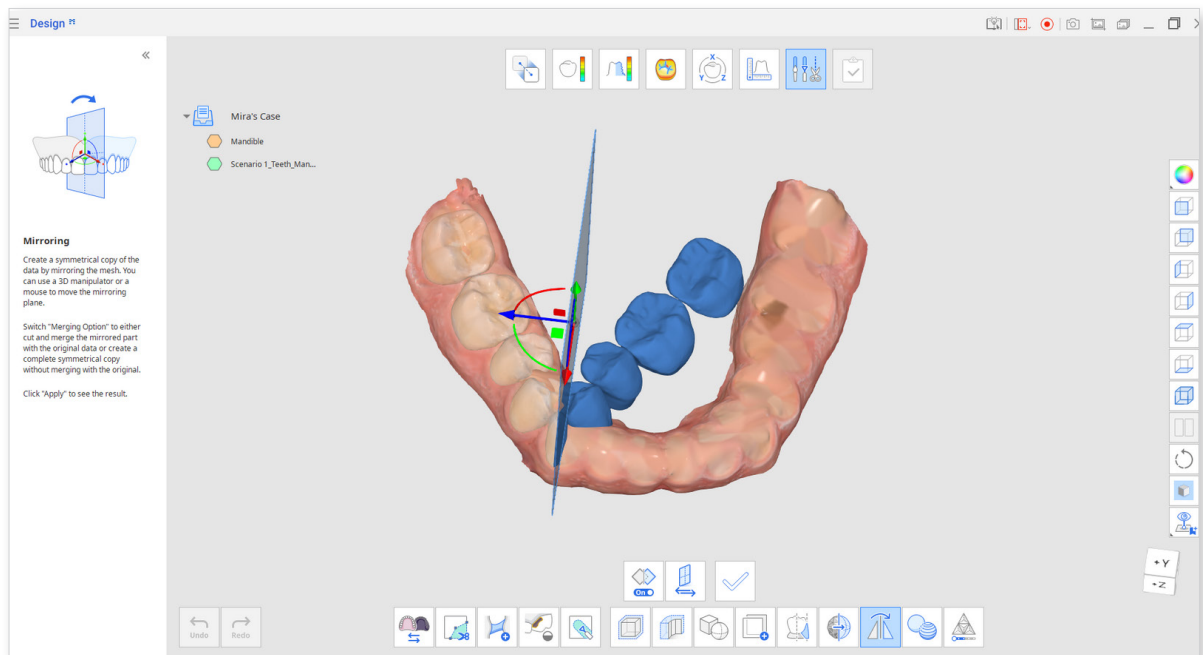 Design
Mirroring
Create a symmetrical copy of the
data by mirroring the mesh. You
can use a 3D manipulator or a
mouse to move the mirroring
plane.
Switch "Merging Option" to either
cut and merge the mirrored part
with the original data or create a
complete symmetrical copy
without merging with the original.
Click "Apply" to see the result.
Mira's Case
Mandible
Scenario 1_Teeth_Man...
X
Y
Z
On
Undo
Redo
+Y
+Z